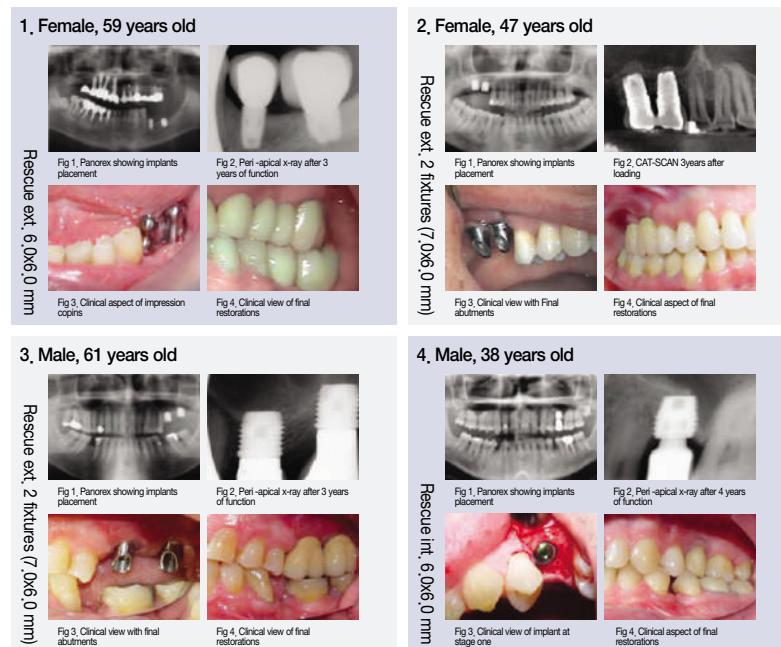 1. Female, 59 years old
Rescue ext. 6.0x6.0 mm
Fig 1. Panorex showing implants
placement
Fig 2. Peri -apical x-ray after 3
years of function
Fig 3. Clinical aspect of impression
copins
Fig 4. Clinical view of final
restorations
2. Female, 47 years old
Rescue ext. 2 fixtures (7.0x6.0 mm)
Fig 1. Panorex showing implants
placement
Fig 2. CAT-SCAN 3years after
loading
Fig 3. Clinical view with Final
abutments
Fig 4. Clinical aspect of final
restorations
3. Male, 61 years old
Rescue ext. 2 fixtures (7.0x6.0 mm)
Fig 1. Panorex showing implants
placement
Fig 2. Peri -apical x-ray after 3 years
of function
Fig 3. Clinical view with final
abutments
Fig 4. Clinical view of final
restorations
4. Male, 38 years old
Rescue int. 6.0x6.0 mm
Fig 1. Panorex showing implants
placement
Fig 2. Peri -apical x-ray after 4 years
of function
Fig 3. Clinical view of implant at
stage one
Fig 4. Clinical aspect of final
restorations